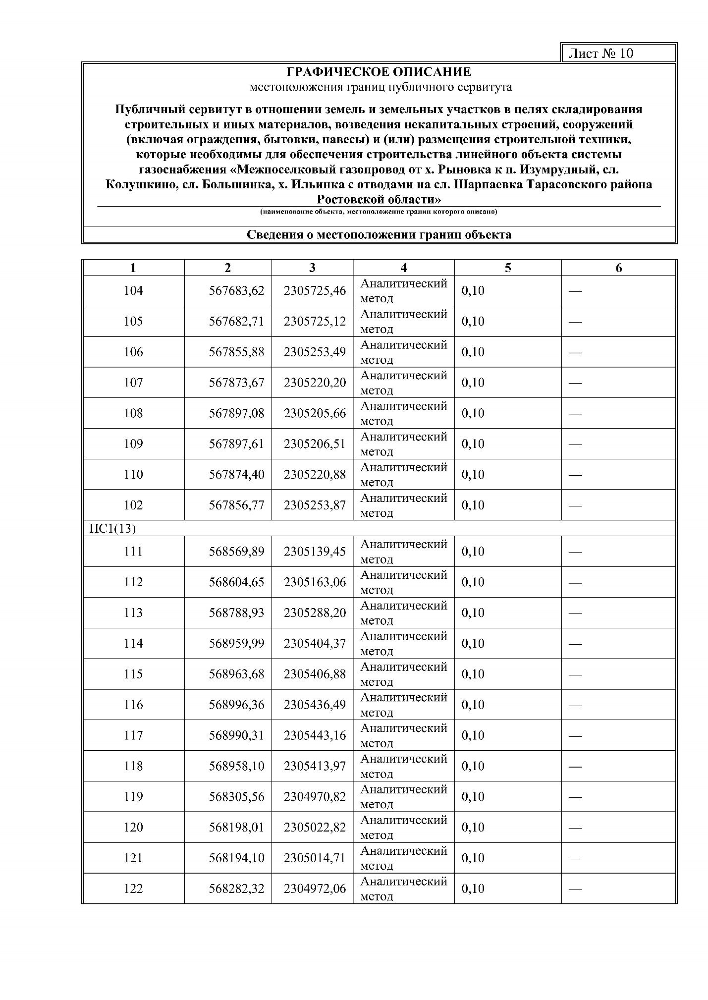 Лист № 10
ГРАФИЧЕСКОЕ ОПИСАНИЕ
местоположения границ публичного сервитута
Публичный сервитут в отношении земель и земельных участков в целях складирования
строительных и иных материалов, возведения некапитальных строений, сооружений
(включая ограждения, бытовки, навесы) и (или) размещения строительной техники,
которые необходимы для обеспечения строительства линейного объекта системы
газоснабжения «Межпоселковый газопровод от х. Рыновка к п. Изумрудный, сл.
Колушкино, сл. Большинка, х. Ильинка с отводами на сл. Шарпаевка Тарасовского района
Ростовской области»
(наименование объекта, местоположение границ которого описано)
Сведения о местоположении границ объекта
1 2 3 4 5 6
104 567683,62 2305725,46 Аналитический метод 0,10 —
105 567682,71 2305725,12 Аналитический метод 0,10 —
106 567855,88 2305253,49 Аналитический метод 0,10 —
107 567873,67 2305220,20 Аналитический метод 0,10 —
108 567897,08 2305205,66 Аналитический метод 0,10 —
109 567897,61 2305206,51 Аналитический метод 0,10 —
110 567874,40 2305220,88 Аналитический метод 0,10 —
102 567856,77 2305253,87 Аналитический метод 0,10 —
ПС1(13)
111 568569,89 2305139,45 Аналитический метод 0,10 —
112 568604,65 2305163,06 Аналитический метод 0,10 —
113 568788,93 2305288,20 Аналитический метод 0,10 —
114 568959,99 2305404,37 Аналитический метод 0,10 —
115 568963,68 2305406,88 Аналитический метод 0,10 —
116 568996,36 2305436,49 Аналитический метод 0,10 —
117 568990,31 2305443,16 Аналитический метод 0,10 —
118 568958,10 2305413,97 Аналитический метод 0,10 —
119 568305,56 2304970,82 Аналитический метод 0,10 —
120 568198,01 2305022,82 Аналитический метод 0,10 —
121 568194,10 2305014,71 Аналитический метод 0,10 —
122 568282,32 2304972,06 Аналитический метод 0,10 —